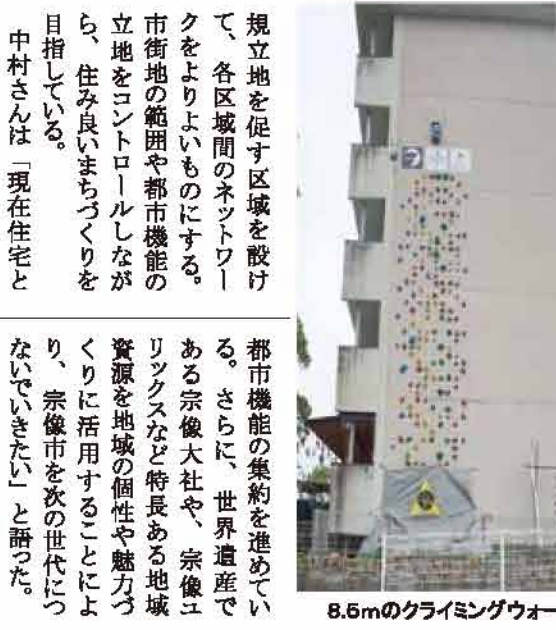 規立地を促す区域を設け
て、各区域間のネットワー
クをよりよいものにする。
市街地の範囲や都市機能の
立地をコントロールしなが
ら、住み良いまちづくりを
目指している。
中村さんは「現在住宅と
都市機能の集約を進めてい
る。さらに、世界遺産で
ある宗像大社や、宗像ユ
リックスなど特長ある地域
資源を地域の個性や魅力づ
くりに活用することによ
り、宗像市を次の世代につ
ないでいきたい」と語った。
8.5mのクライミングウォー